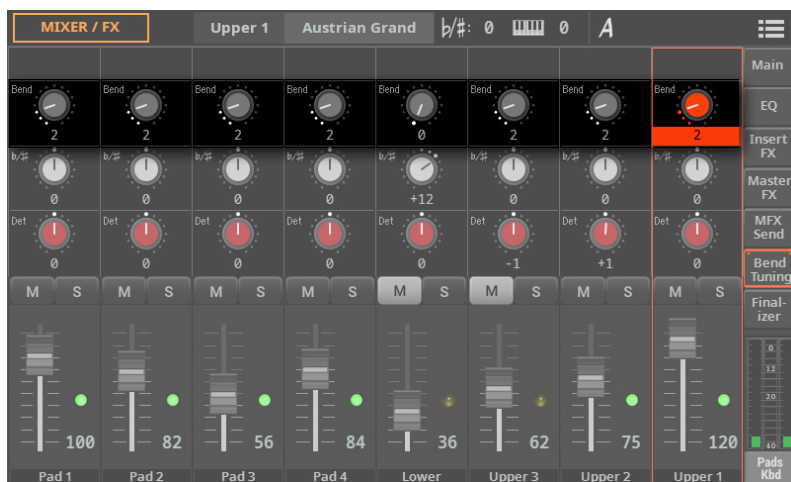 MIXER / FX Upper 1 Austrian Grand b/#: 0 0 A
Main
Bend Bend Bend Bend Bend Bend Bend Bend
EQ
2 2 2 2 0 2 2 2
Insert
FX
b/# b/# b/# b/# b/# b/# b/# b/#
Master
FX
0 0 0 0 +12 0 0 0
Det Det Det Det Det Det Det Det
MFX
Send
0 0 0 0 0 -1 +1 0
Bend
Tuning
M S M S M S M S M S M S M S M S
Final-
izer
0
12
20
100 82 56 84 36 62 75 120
40
Pad 1 Pad 2 Pad 3 Pad 4 Lower Upper 3 Upper 2 Upper 1
Pads
Kbd